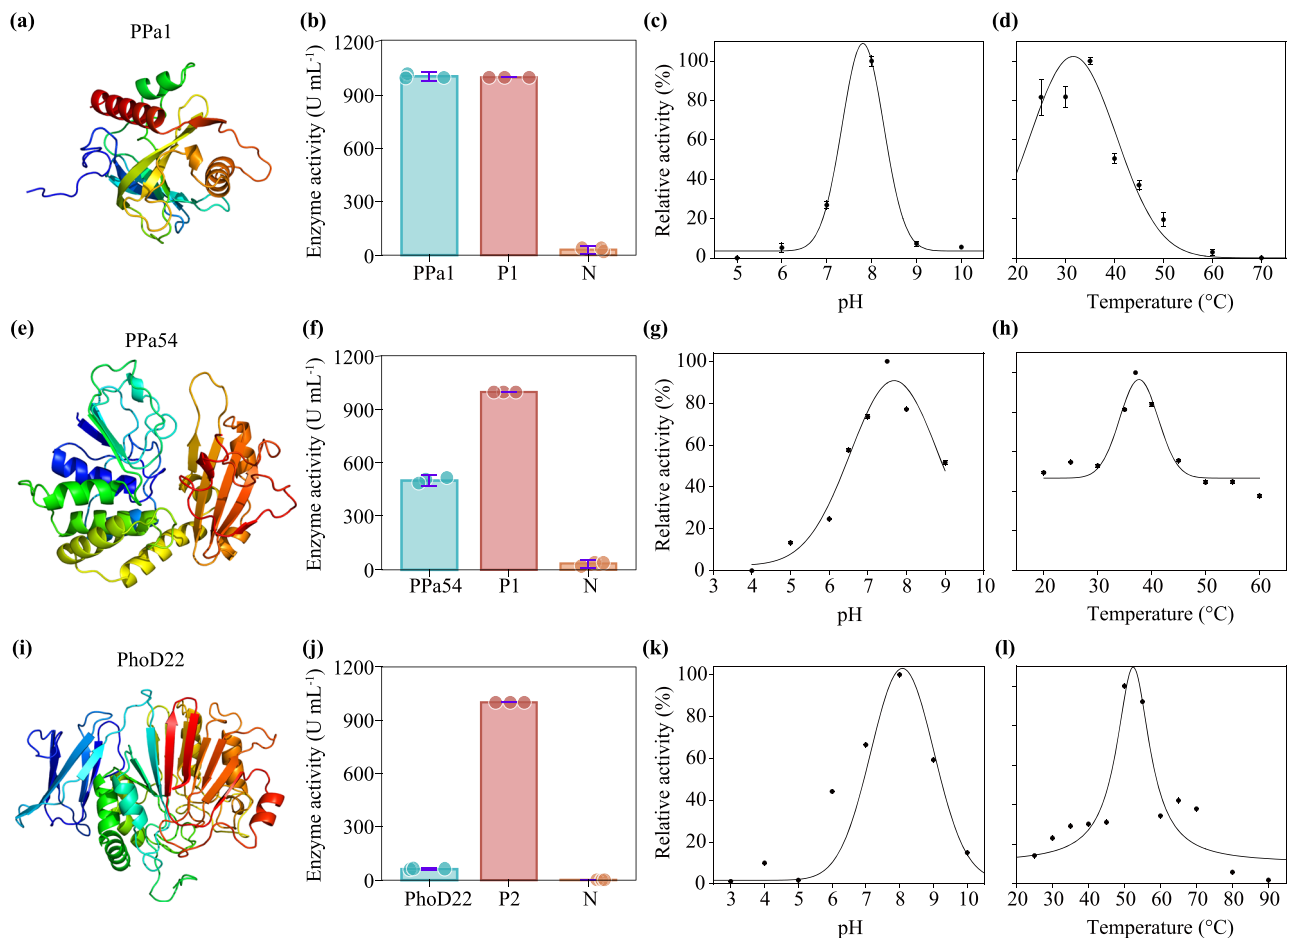 (a)
PPa1
(b)
Enzyme activity (U mL⁻¹)
1200
900
600
300
0
PPa1 P1 N
(c)
Relative activity (%)
100
80
60
40
20
0
5 6 7 8 9 10
pH
(d)
20 30 40 50 60 70
Temperature (°C)
(e)
PPa54
(f)
Enzyme activity (U mL⁻¹)
1200
900
600
300
0
PPa54 P1 N
(g)
Relative activity (%)
100
80
60
40
20
0
3 4 5 6 7 8 9 10
pH
(h)
20 30 40 50 60
Temperature (°C)
(i)
PhoD22
(j)
Enzyme activity (U mL⁻¹)
1200
900
600
300
0
PhoD22 P2 N
(k)
Relative activity (%)
100
80
60
40
20
0
3 4 5 6 7 8 9 10
pH
(l)
20 30 40 50 60 70 80 90
Temperature (°C)